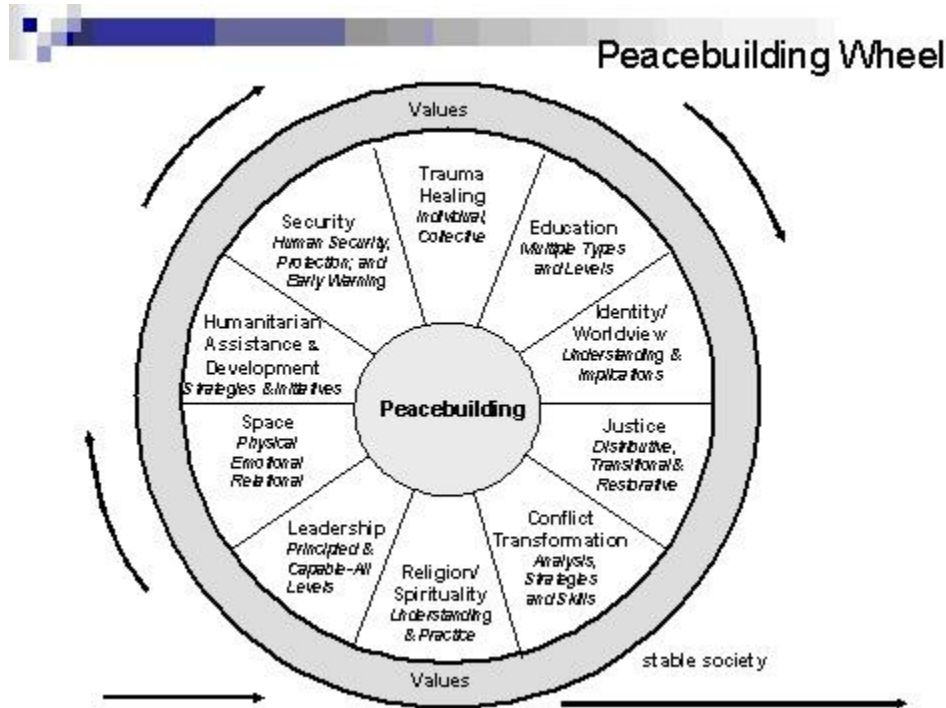 Peacebuilding Wheel
Values
Trauma
Healing
Individual,
Collective
Education
Multiple Types
and Levels
Identity/
Worldview
Understanding &
Implications
Justice
Distributive,
Transitional &
Restorative
Conflict
Transformation
Analysis,
Strategies
and Skills
Religion/
Spirituality
Understanding
& Practice
Leadership
Principled &
Capable-All
Levels
Space
Physical
Emotional
Relational
Humanitarian
Assistance &
Development
Strategies & Initiatives
Security
Human Security,
Protection; and
Early Warning
Peacebuilding
Values
stable society